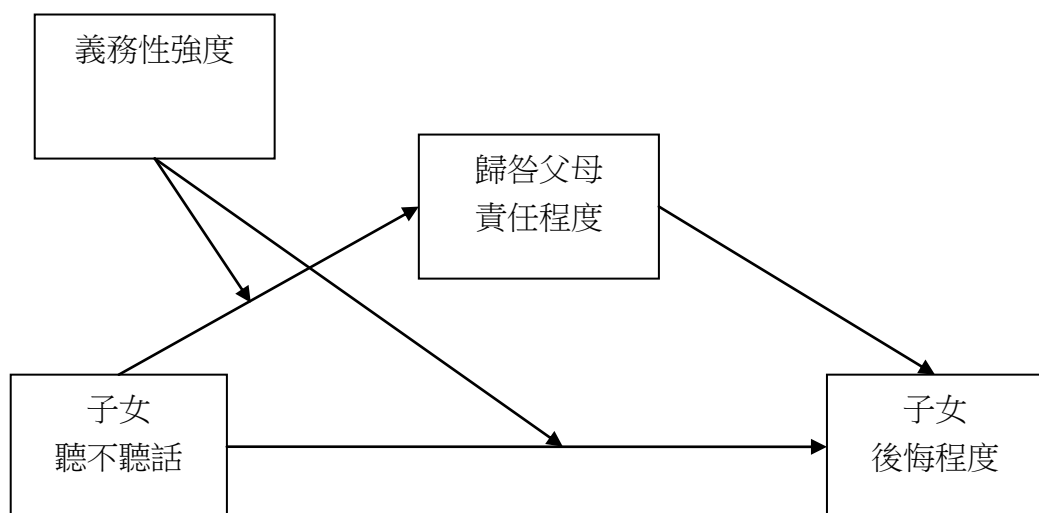 義務性強度
歸咎父母
責任程度
子女
聽不聽話
子女
後悔程度